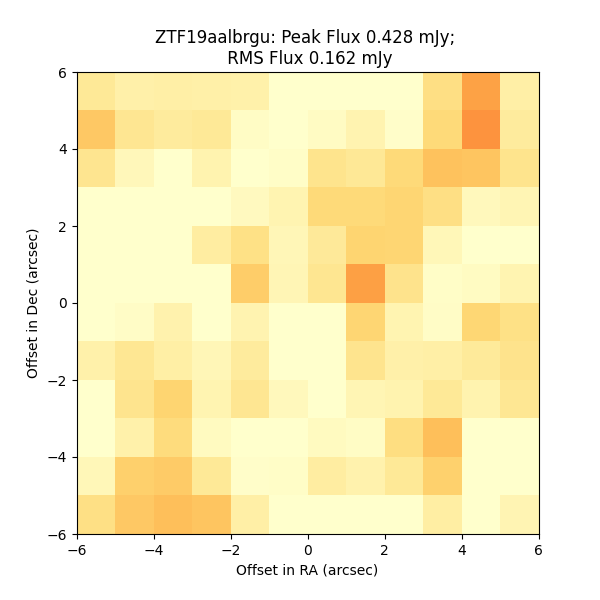 ZTF19aalbrgu: Peak Flux 0.428 mJy;
RMS Flux 0.162 mJy
6
4
2
0
−2
−4
−6
Offset in Dec (arcsec)
−6 −4 −2 0 2 4 6
Offset in RA (arcsec)